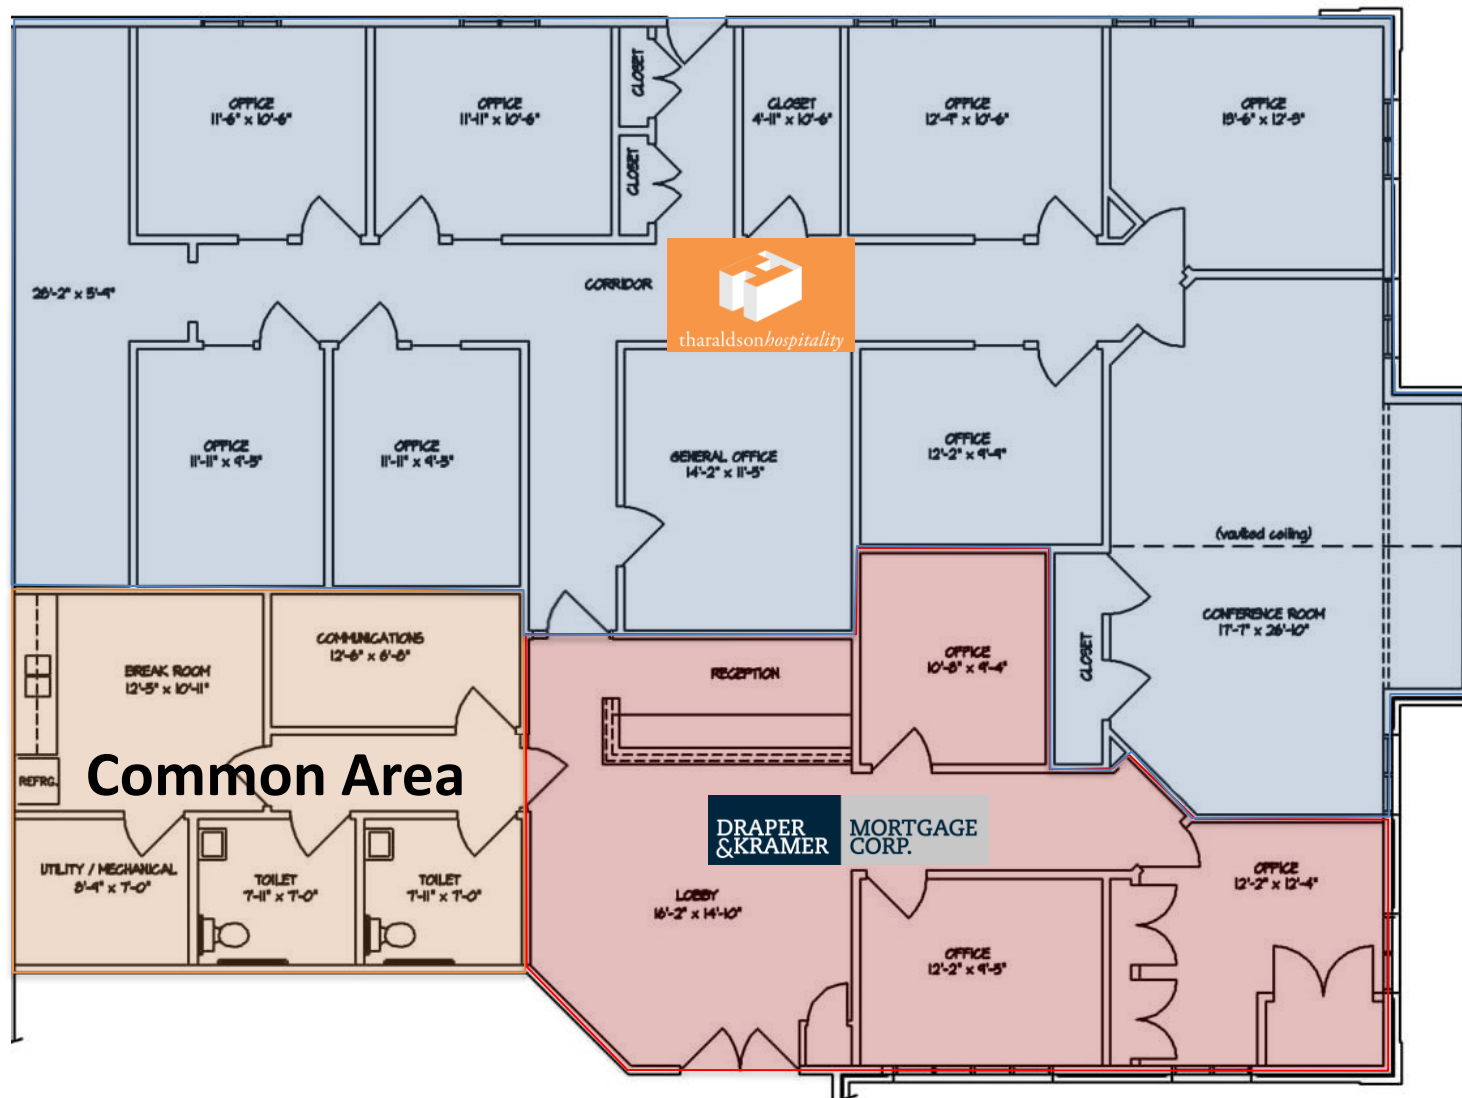 OFFICE
11'-6" x 10'-6"
OFFICE
11'-11" x 10'-6"
CLOSET
CLOSET
4'-11" x 10'-6"
OFFICE
12'-9" x 10'-6"
OFFICE
15'-6" x 12'-5"
CLOSET
28'-2" x 5'-9"
CORRIDOR
tharaldsonhospitality
OFFICE
11'-11" x 9'-5"
OFFICE
11'-11" x 9'-5"
GENERAL OFFICE
14'-2" x 11'-5"
OFFICE
12'-2" x 9'-9"
(vaulted ceiling)
CONFERENCE ROOM
17'-7" x 26'-10"
CLOSET
COMMUNICATIONS
12'-6" x 6'-8"
BREAK ROOM
12'-5" x 10'-11"
RECEPTION
OFFICE
10'-8" x 9'-4"
REFRG.
Common Area
DRAPER
&KRAMER
MORTGAGE
CORP.
UTILITY / MECHANICAL
8'-9" x 7'-0"
TOILET
7'-11" x 7'-0"
TOILET
7'-11" x 7'-0"
LOBBY
16'-2" x 14'-10"
OFFICE
12'-2" x 12'-4"
OFFICE
12'-2" x 9'-5"